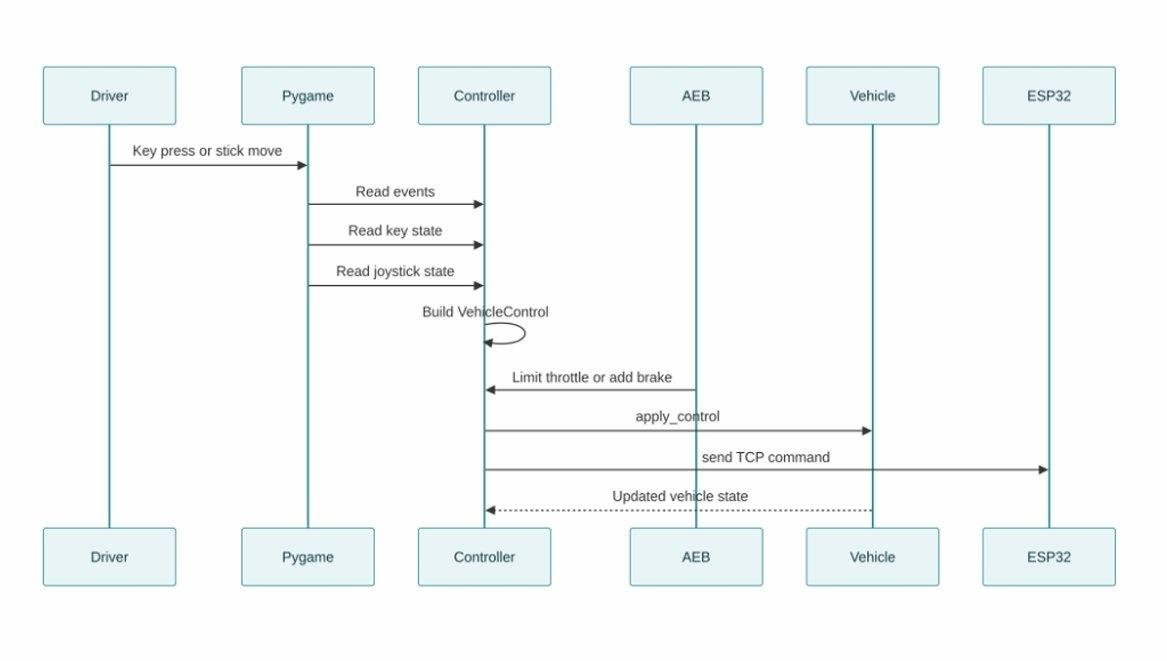 Driver
Pygame
Controller
AEB
Vehicle
ESP32
Key press or stick move
Read events
Read key state
Read joystick state
Build VehicleControl
Limit throttle or add brake
apply_control
send TCP command
Updated vehicle state
Driver
Pygame
Controller
AEB
Vehicle
ESP32